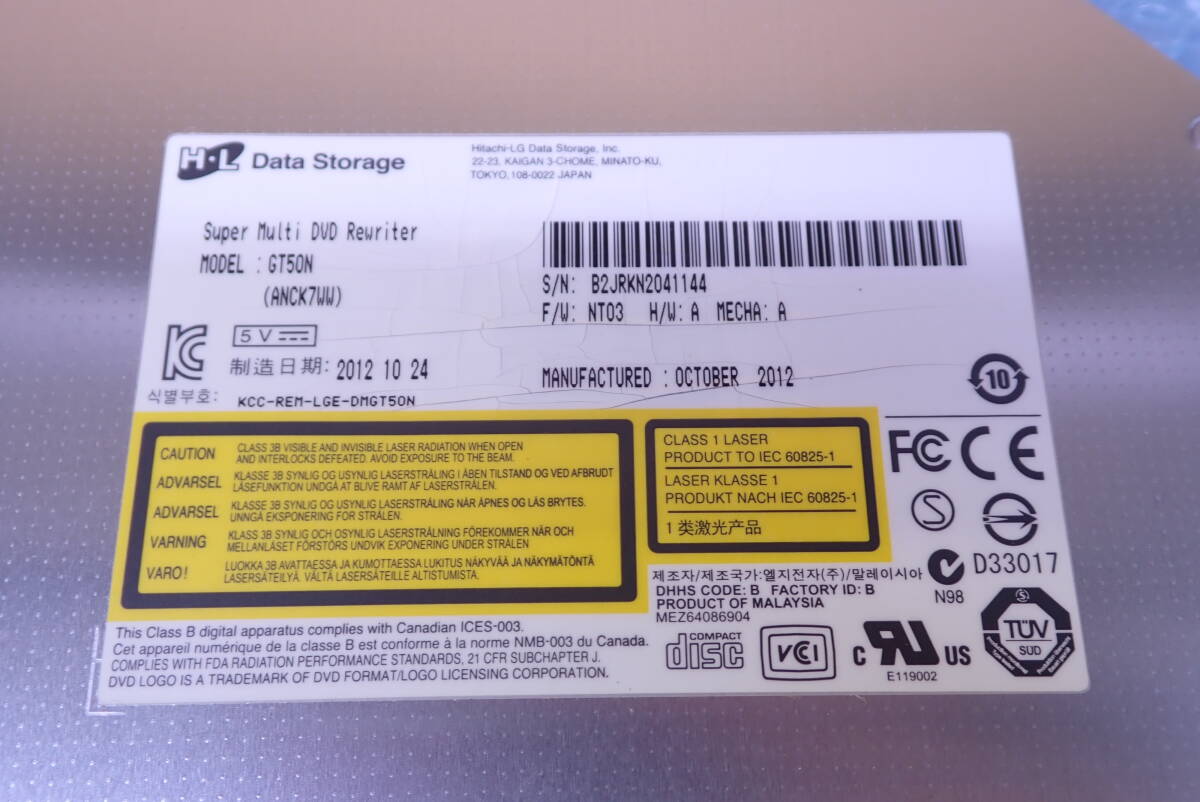 H·L Data Storage
Hitachi-LG Data Storage, Inc.
22-23, KAIGAN 3-CHOME, MINATO-KU,
TOKYO, 108-0022 JAPAN
Super Multi DVD Rewriter
MODEL : GT50N
(ANCK7WW)
S/N: B2JRKN2041144
F/W: NT03 H/W: A MECHA: A
5 V
制造日期: 2012 10 24
MANUFACTURED : OCTOBER 2012
식별부호: KCC-REM-LGE-DMGT50N
10
CAUTION CLASS 3B VISIBLE AND INVISIBLE LASER RADIATION WHEN OPEN
AND INTERLOCKS DEFEATED. AVOID EXPOSURE TO THE BEAM.
ADVARSEL KLASSE 3B SYNLIG OG USYNLIG LASERSTRÅLING I ÅBEN TILSTAND OG VED AFBRUDT
LÅSEFUNKTION UNDGÅ AT BLIVE RAMT AF LASERSTRÅLEN.
ADVARSEL KLASSE 3B SYNLIG OG USYNLIG LASERSTRÅLING NÅR ÅPNES OG LÅS BRYTES.
UNNGÅ EKSPONERING FOR STRÅLEN.
VARNING KLASS 3B SYNLIG OCH OSYNLIG LASERSTRÅLNING FÖREKOMMER NÄR OCH
MELLANLÅSET FÖRSTÖRS UNDVIK EXPONERING UNDER STRÅLEN
VARO! LUOKKA 3B AVATTAESSA JA KUMOTTAESSA LUKITUS NÄKYVÄÄ JA NÄKYMÄTÖNTÄ
LASERSÄTEILYÄ. VÄLTÄ LASERSÄTEILLE ALTISTUMISTA.
CLASS 1 LASER
PRODUCT TO IEC 60825-1
LASER KLASSE 1
PRODUKT NACH IEC 60825-1
1 类激光产品
FC CE
S
D33017
N98
제조자/제조국가:엘지전자(주)/말레이시아
DHHS CODE: B FACTORY ID: B
PRODUCT OF MALAYSIA
MEZ64086904
COMPACT
disc
VCCI
c RU US
E119002
TÜV
SÜD
This Class B digital apparatus complies with Canadian ICES-003.
Cet appareil numérique de la classe B est conforme à la norme NMB-003 du Canada.
COMPLIES WITH FDA RADIATION PERFORMANCE STANDARDS, 21 CFR SUBCHAPTER J.
DVD LOGO IS A TRADEMARK OF DVD FORMAT/LOGO LICENSING CORPORATION.